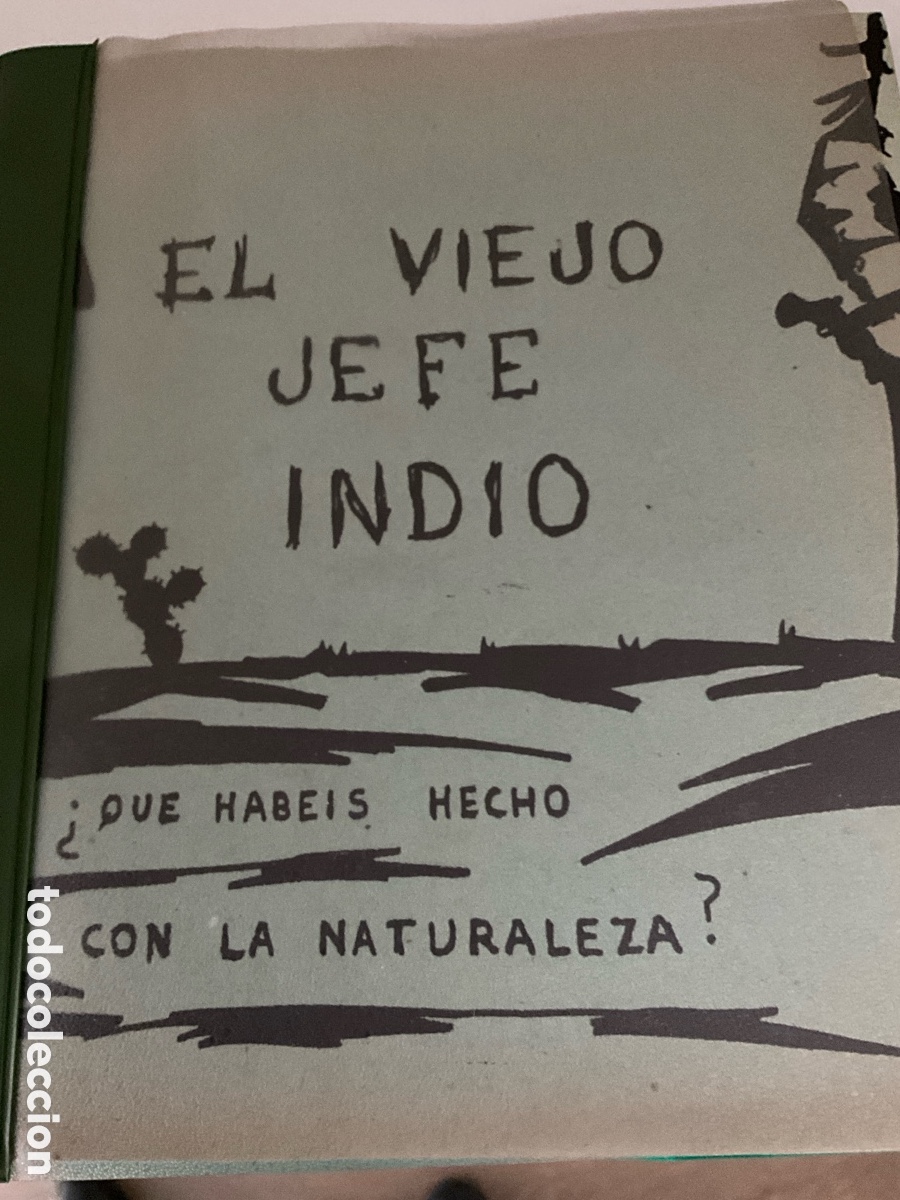 EL VIEJO
JEFE
INDIO
¿QUE HABEIS HECHO
CON LA NATURALEZA?
todocoleccion